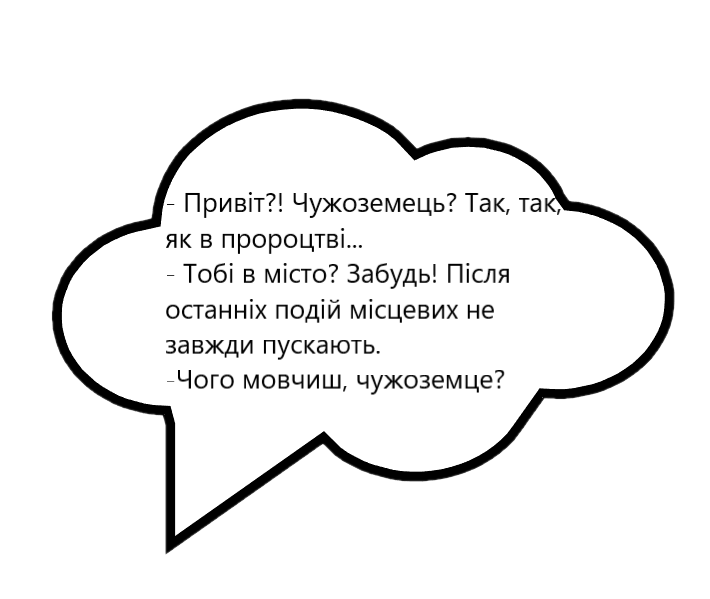 - Привіт?! Чужоземець? Так, так,
як в пророцтві...
- Тобі в місто? Забудь! Після
останніх подій місцевих не
завжди пускають.
-Чого мовчиш, чужоземце?